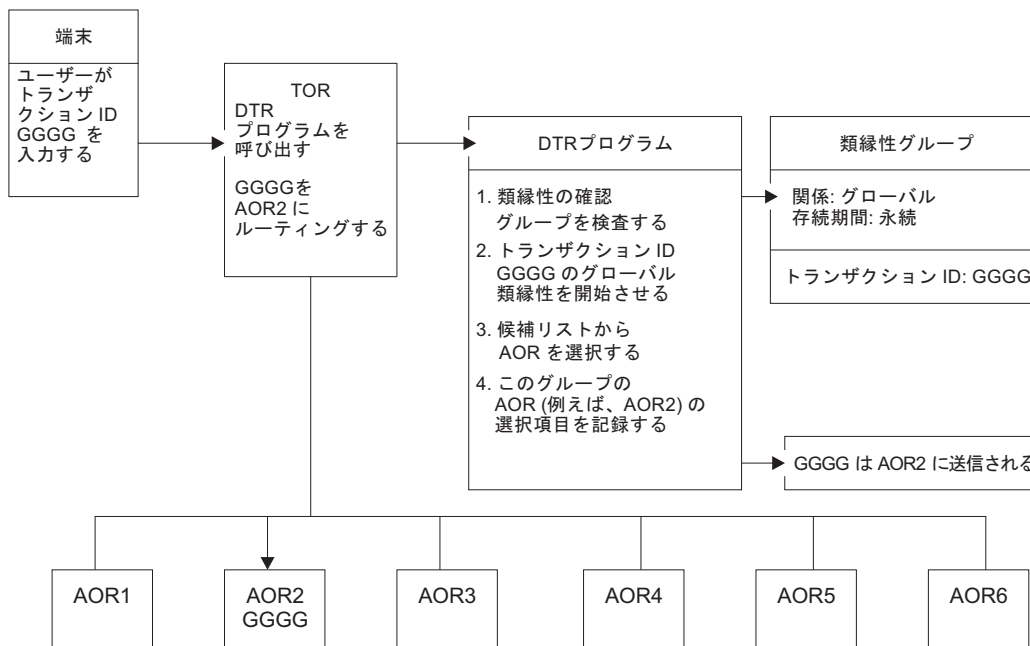 端末
ユーザーが
トランザ
クション ID
GGGG を
入力する
TOR
DTR
プログラムを
呼び出す
GGGGを
AOR2 に
ルーティングする
DTRプログラム
1. 類縁性の確認
グループを検査する
2. トランザクション ID
GGGG のグローバル
類縁性を開始させる
3. 候補リストから
AOR を選択する
4. このグループの
AOR (例えば、AOR2) の
選択項目を記録する
類縁性グループ
関係: グローバル
存続期間: 永続
トランザクション ID: GGGG
GGGG は AOR2 に送信される
AOR1
AOR2
GGGG
AOR3
AOR4
AOR5
AOR6